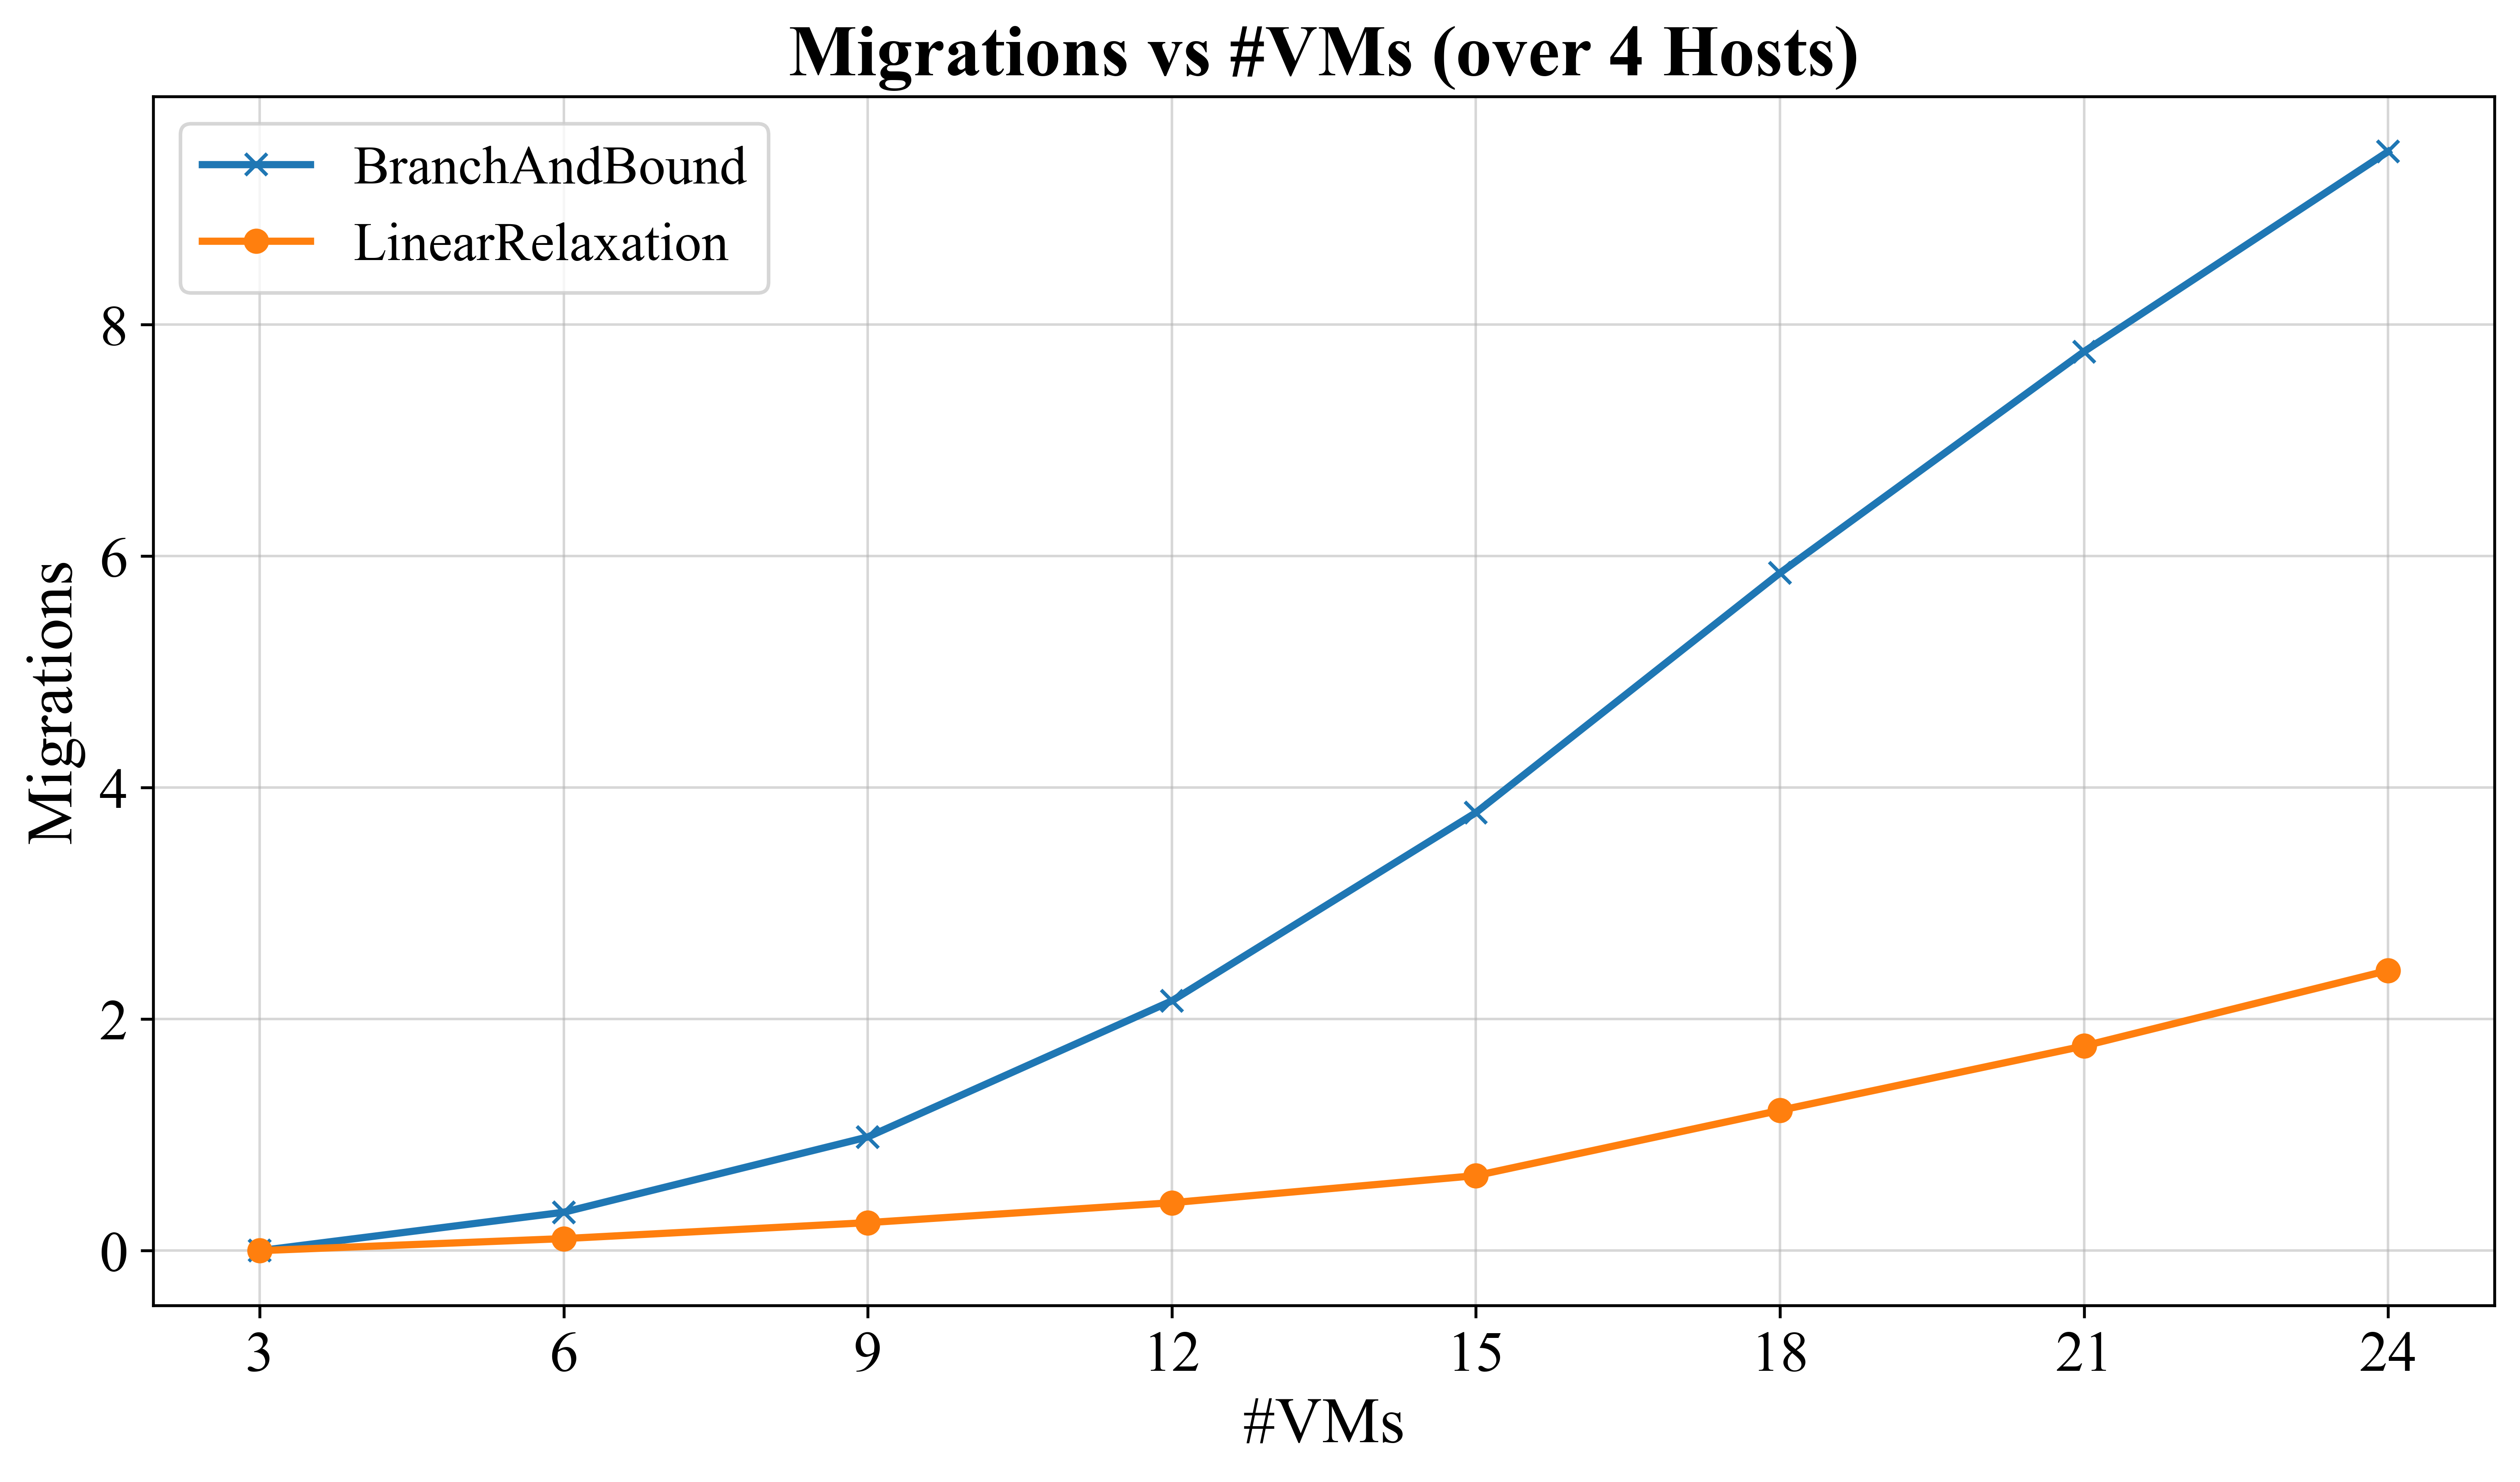 Migrations vs #VMs (over 4 Hosts)
BranchAndBound
LinearRelaxation
8
6
4
2
0
Migrations
3 6 9 12 15 18 21 24
#VMs